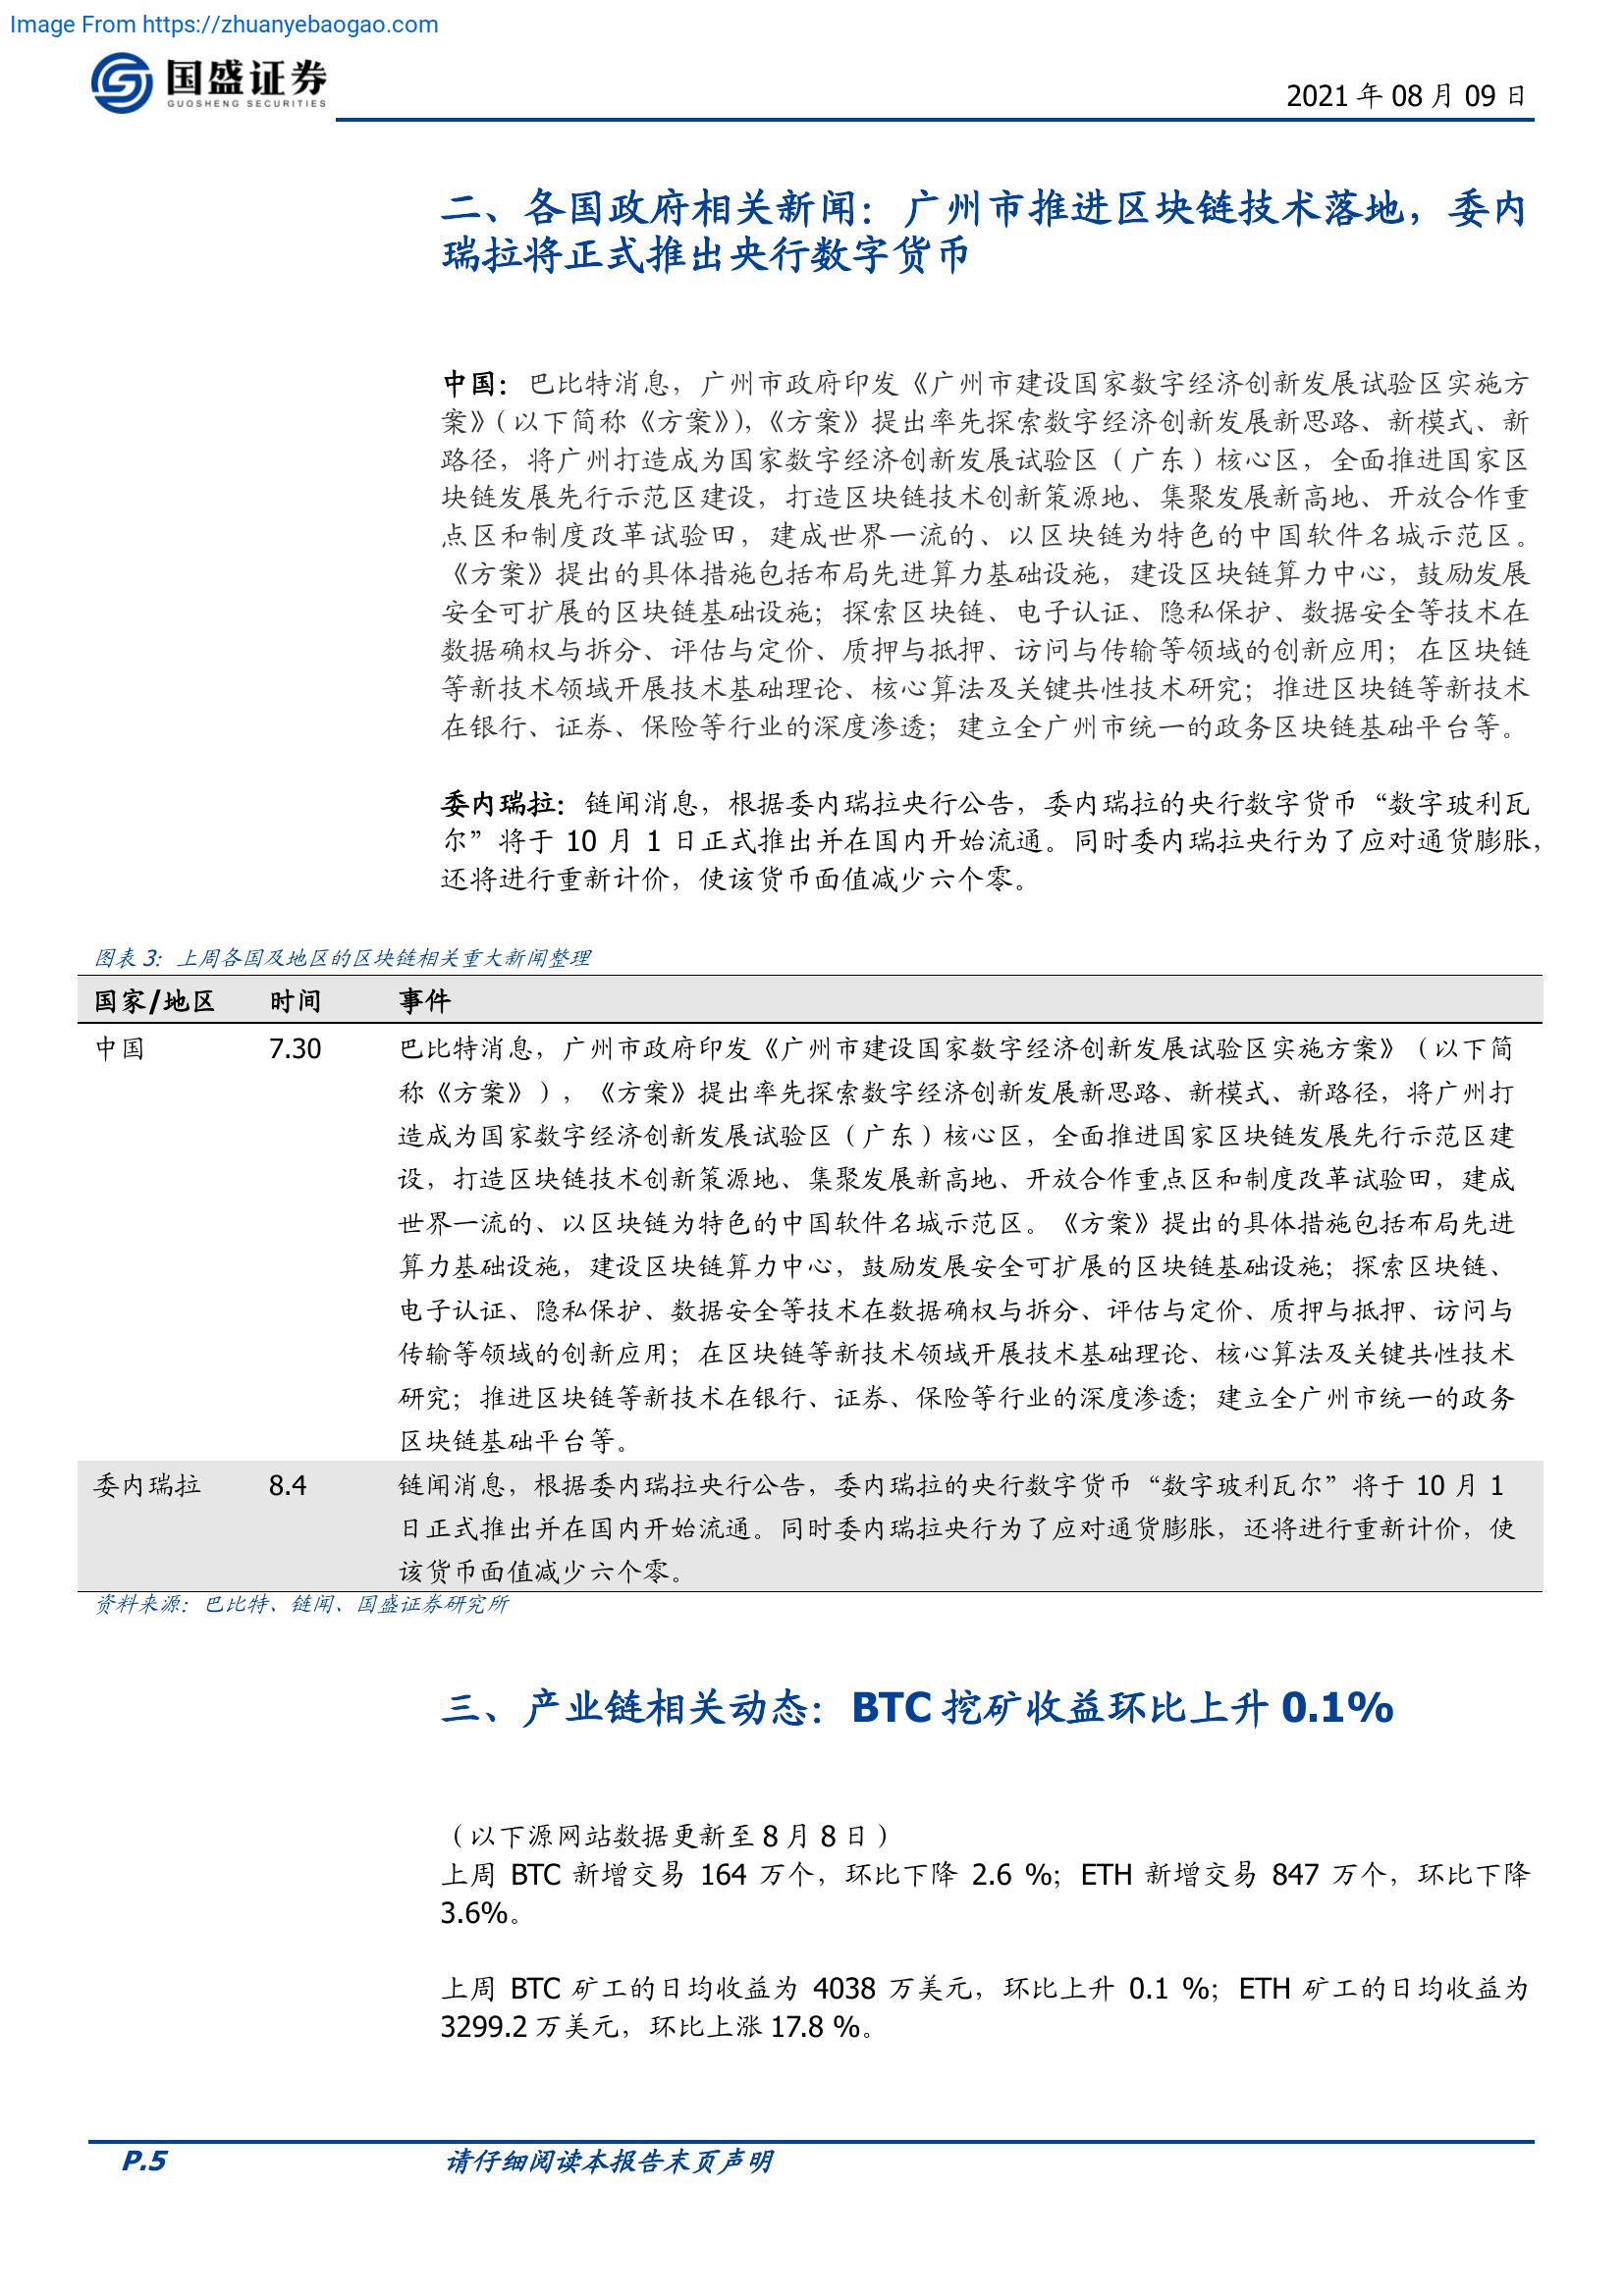 Image From https://zhuanyebaogao.com
国盛证券
GUOSHENG SECURITIES
2021 年 08 月 09 日
二、各国政府相关新闻：广州市推进区块链技术落地，委内
瑞拉将正式推出央行数字货币
中国：巴比特消息，广州市政府印发《广州市建设国家数字经济创新发展试验区实施方
案》（以下简称《方案》），《方案》提出率先探索数字经济创新发展新思路、新模式、新
路径，将广州打造成为国家数字经济创新发展试验区（广东）核心区，全面推进国家区
块链发展先行示范区建设，打造区块链技术创新策源地、集聚发展新高地、开放合作重
点区和制度改革试验田，建成世界一流的、以区块链为特色的中国软件名城示范区。
《方案》提出的具体措施包括布局先进算力基础设施，建设区块链算力中心，鼓励发展
安全可扩展的区块链基础设施；探索区块链、电子认证、隐私保护、数据安全等技术在
数据确权与拆分、评估与定价、质押与抵押、访问与传输等领域的创新应用；在区块链
等新技术领域开展技术基础理论、核心算法及关键共性技术研究；推进区块链等新技术
在银行、证券、保险等行业的深度渗透；建立全广州市统一的政务区块链基础平台等。
委内瑞拉：链闻消息，根据委内瑞拉央行公告，委内瑞拉的央行数字货币“数字玻利瓦
尔”将于 10 月 1 日正式推出并在国内开始流通。同时委内瑞拉央行为了应对通货膨胀，
还将进行重新计价，使该货币面值减少六个零。
图表 3：上周各国及地区的区块链相关重大新闻整理
国家/地区 时间 事件
中国 7.30 巴比特消息，广州市政府印发《广州市建设国家数字经济创新发展试验区实施方案》（以下简
称《方案》），《方案》提出率先探索数字经济创新发展新思路、新模式、新路径，将广州打
造成为国家数字经济创新发展试验区（广东）核心区，全面推进国家区块链发展先行示范区建
设，打造区块链技术创新策源地、集聚发展新高地、开放合作重点区和制度改革试验田，建成
世界一流的、以区块链为特色的中国软件名城示范区。《方案》提出的具体措施包括布局先进
算力基础设施，建设区块链算力中心，鼓励发展安全可扩展的区块链基础设施；探索区块链、
电子认证、隐私保护、数据安全等技术在数据确权与拆分、评估与定价、质押与抵押、访问与
传输等领域的创新应用；在区块链等新技术领域开展技术基础理论、核心算法及关键共性技术
研究；推进区块链等新技术在银行、证券、保险等行业的深度渗透；建立全广州市统一的政务
区块链基础平台等。
委内瑞拉 8.4 链闻消息，根据委内瑞拉央行公告，委内瑞拉的央行数字货币“数字玻利瓦尔”将于 10 月 1
日正式推出并在国内开始流通。同时委内瑞拉央行为了应对通货膨胀，还将进行重新计价，使
该货币面值减少六个零。
资料来源：巴比特、链闻、国盛证券研究所
三、产业链相关动态：BTC 挖矿收益环比上升 0.1%
（以下源网站数据更新至 8 月 8 日）
上周 BTC 新增交易 164 万个，环比下降 2.6 %；ETH 新增交易 847 万个，环比下降
3.6%。
上周 BTC 矿工的日均收益为 4038 万美元，环比上升 0.1 %；ETH 矿工的日均收益为
3299.2 万美元，环比上涨 17.8 %。
P.5 请仔细阅读本报告末页声明